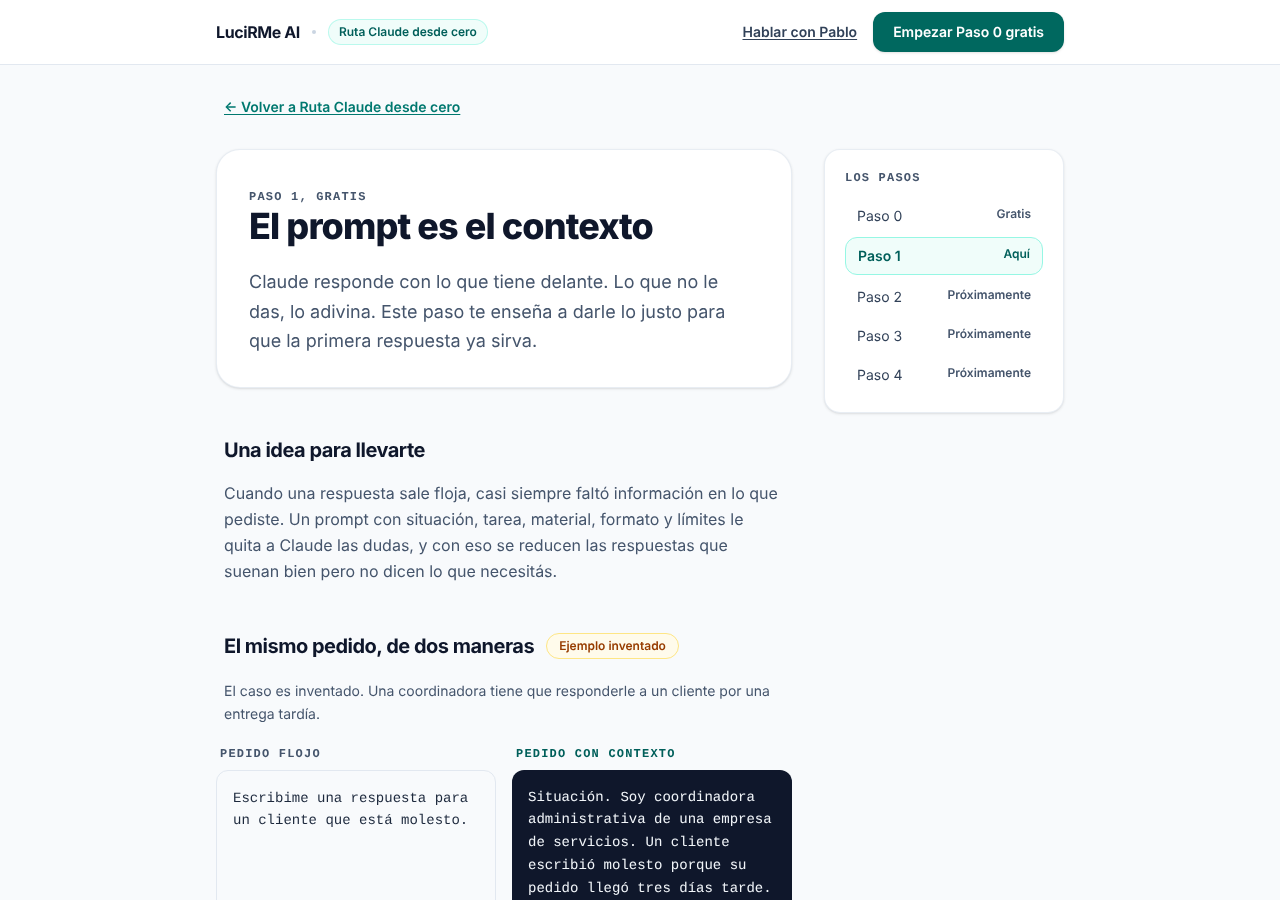 LuciRMe AI • Ruta Claude desde cero
Hablar con Pablo
Empezar Paso 0 gratis
← Volver a Ruta Claude desde cero
PASO 1, GRATIS
El prompt es el contexto
Claude responde con lo que tiene delante. Lo que no le
das, lo adivina. Este paso te enseña a darle lo justo para
que la primera respuesta ya sirva.
LOS PASOS
Paso 0 Gratis
Paso 1 Aquí
Paso 2 Próximamente
Paso 3 Próximamente
Paso 4 Próximamente
Una idea para llevarte
Cuando una respuesta sale floja, casi siempre faltó información en lo que
pediste. Un prompt con situación, tarea, material, formato y límites le
quita a Claude las dudas, y con eso se reducen las respuestas que
suenan bien pero no dicen lo que necesitás.
El mismo pedido, de dos maneras
Ejemplo inventado
El caso es inventado. Una coordinadora tiene que responderle a un cliente por una
entrega tardía.
PEDIDO FLOJO
Escribime una respuesta para
un cliente que está molesto.
PEDIDO CON CONTEXTO
Situación. Soy coordinadora
administrativa de una empresa
de servicios. Un cliente
escribió molesto porque su
pedido llegó tres días tarde.